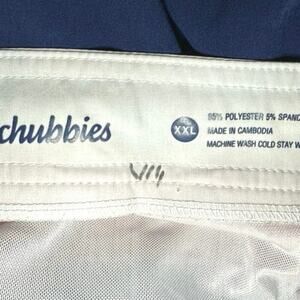 chubbies
XXL
95% POLYESTER 5% SPAND
MADE IN CAMBODIA
MACHINE WASH COLD STAY W